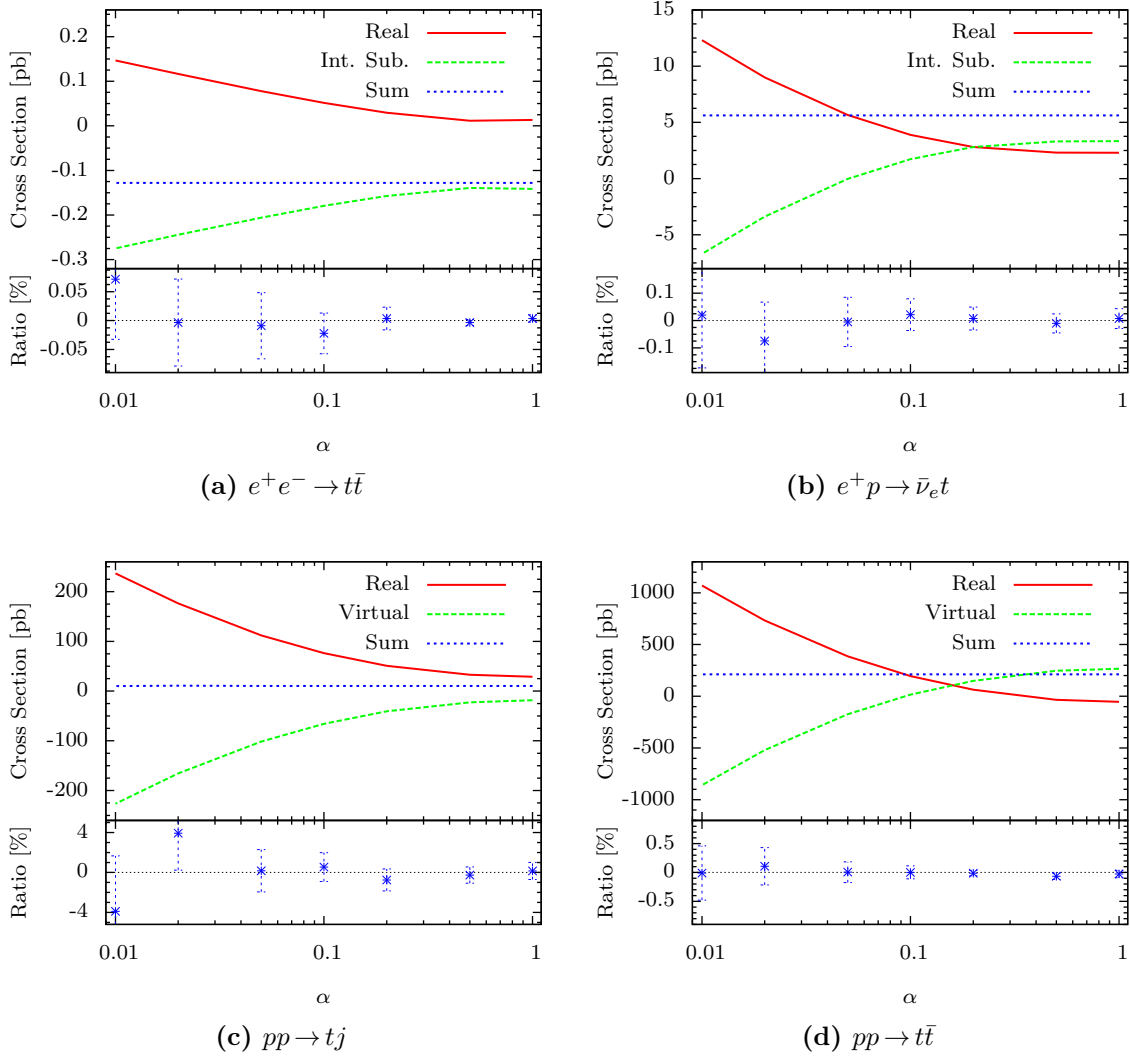 0.2
0.1
0
-0.1
-0.2
-0.3
Cross Section [pb]
Real
Int. Sub.
Sum
0.05
0
-0.05
Ratio [%]
0.01 0.1 1
α
(a) e⁺e⁻ → tt̄
15
10
5
0
-5
Cross Section [pb]
Real
Int. Sub.
Sum
0.1
0
-0.1
Ratio [%]
0.01 0.1 1
α
(b) e⁺p → ν̄ₑt
200
100
0
-100
-200
Cross Section [pb]
Real
Virtual
Sum
4
0
-4
Ratio [%]
0.01 0.1 1
α
(c) pp → tj
1000
500
0
-500
-1000
Cross Section [pb]
Real
Virtual
Sum
0.5
0
-0.5
Ratio [%]
0.01 0.1 1
α
(d) pp → tt̄